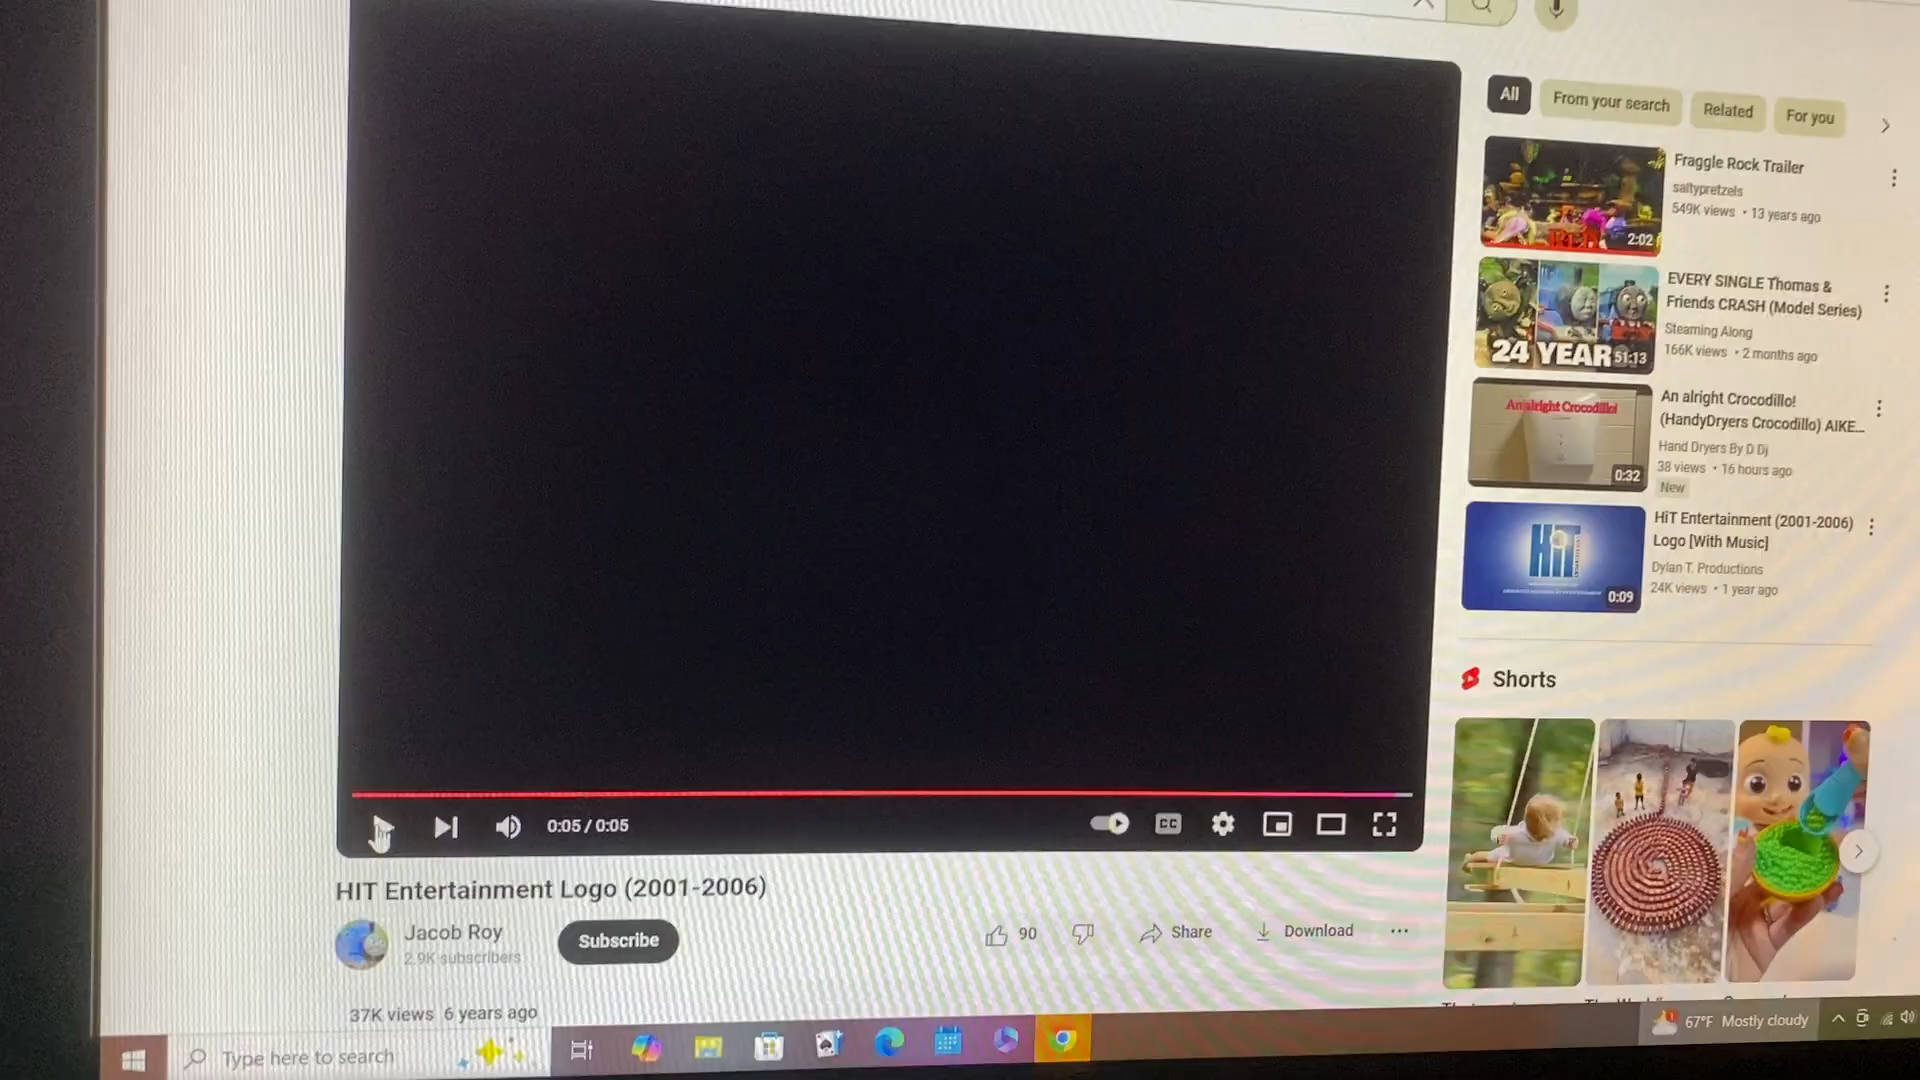 All
From your search
Related
For you
Fraggle Rock Trailer
saltypretzels
549K views • 13 years ago
2:02
EVERY SINGLE Thomas &
Friends CRASH (Model Series)
Steaming Along
166K views • 2 months ago
24 YEAR
51:13
An alright Crocodillo!
(HandyDryers Crocodillo) AIKE...
Hand Dryers By D Dj
38 views • 16 hours ago
New
An alright Crocodillo!
0:32
HiT Entertainment (2001-2006)
Logo [With Music]
Dylan T. Productions
24K views • 1 year ago
HiT
0:09
Shorts
0:05 / 0:05
CC
HIT Entertainment Logo (2001-2006)
Jacob Roy
2.9K subscribers
Subscribe
90
Share
Download
37K views 6 years ago
Type here to search
67°F Mostly cloudy